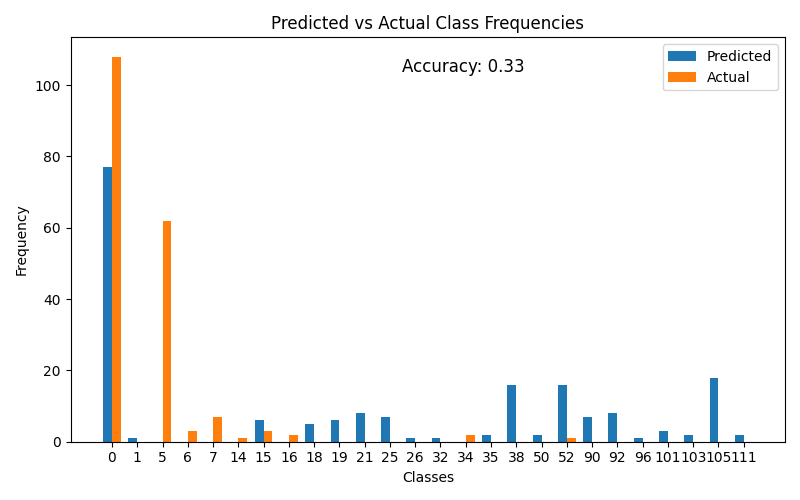 Predicted vs Actual Class Frequencies
Accuracy: 0.33
Predicted
Actual
Frequency
100
80
60
40
20
0
0 1 5 6 7 14 15 16 18 19 21 25 26 32 34 35 38 50 52 90 92 96 101 103 105 111
Classes